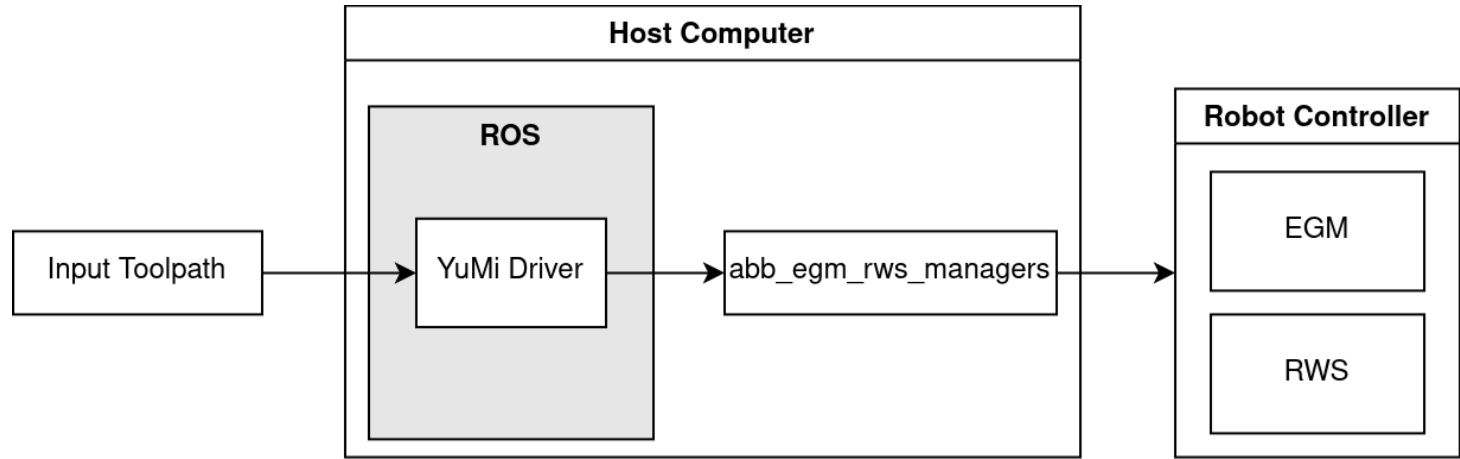 Host Computer
ROS
Robot Controller
Input Toolpath
YuMi Driver
abb_egm_rws_managers
EGM
RWS